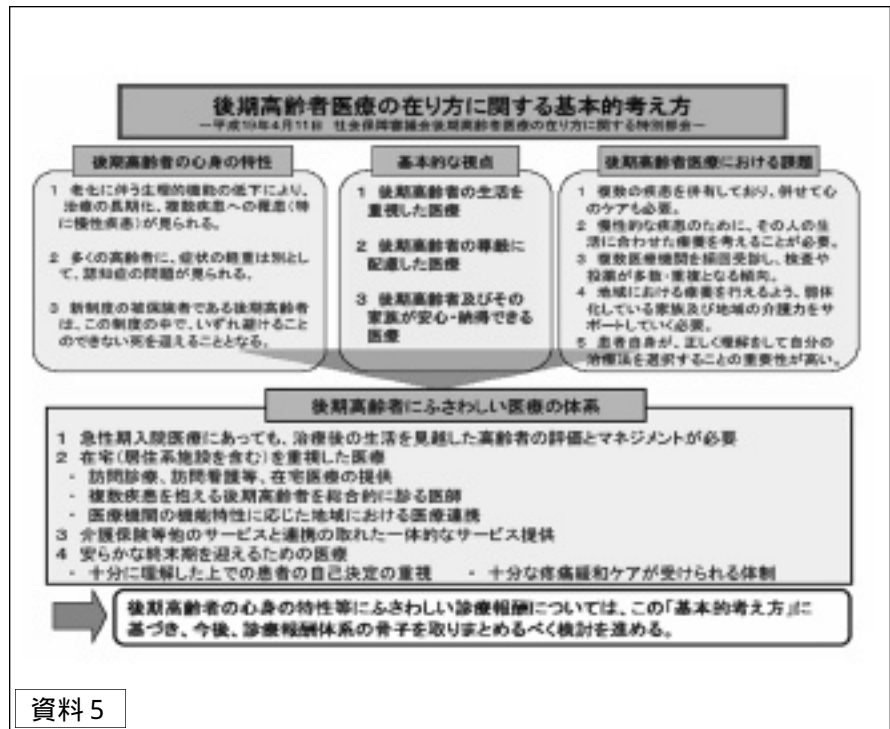 後期高齢者医療の在り方に関する基本的考え方
ー平成19年4月11日 社会保障審議会後期高齢者医療の在り方に関する特別部会ー
後期高齢者の心身の特性
1 老化に伴う生理的機能の低下により、
治療の長期化、複数疾患への罹患(特
に慢性疾患)が見られる。
2 多くの高齢者に、症状の軽重は別とし
て、認知症の問題が見られる。
3 新制度の被保険者である後期高齢者
は、この制度の中で、いずれ避けること
のできない死を迎えることとなる。
基本的な視点
1 後期高齢者の生活を
重視した医療
2 後期高齢者の尊厳に
配慮した医療
3 後期高齢者及びその
家族が安心・納得できる
医療
後期高齢者医療における課題
1 複数の疾患を併有しており、併せて心
のケアも必要。
2 慢性的な疾患のために、その人の生
活に合わせた療養を考えることが必要。
3 複数医療機関を頻回受診し、検査や
投薬が多数・重複となる傾向。
4 地域における療養を行えるよう、弱体
化している家族及び地域の介護力をサ
ポートしていく必要。
5 患者自身が、正しく理解をして自分の
治療法を選択することの重要性が高い。
後期高齢者にふさわしい医療の体系
1 急性期入院医療にあっても、治療後の生活を見越した高齢者の評価とマネジメントが必要
2 在宅(居住系施設を含む)を重視した医療
・ 訪問診療、訪問看護等、在宅医療の提供
・ 複数疾患を抱える後期高齢者を総合的に診る医師
・ 医療機関の機能特性に応じた地域における医療連携
3 介護保険等他のサービスと連携の取れた一体的なサービス提供
4 安らかな終末期を迎えるための医療
・ 十分に理解した上での患者の自己決定の重視 ・ 十分な疼痛緩和ケアが受けられる体制
後期高齢者の心身の特性等にふさわしい診療報酬については、この「基本的考え方」に
基づき、今後、診療報酬体系の骨子を取りまとめるべく検討を進める。
資料5